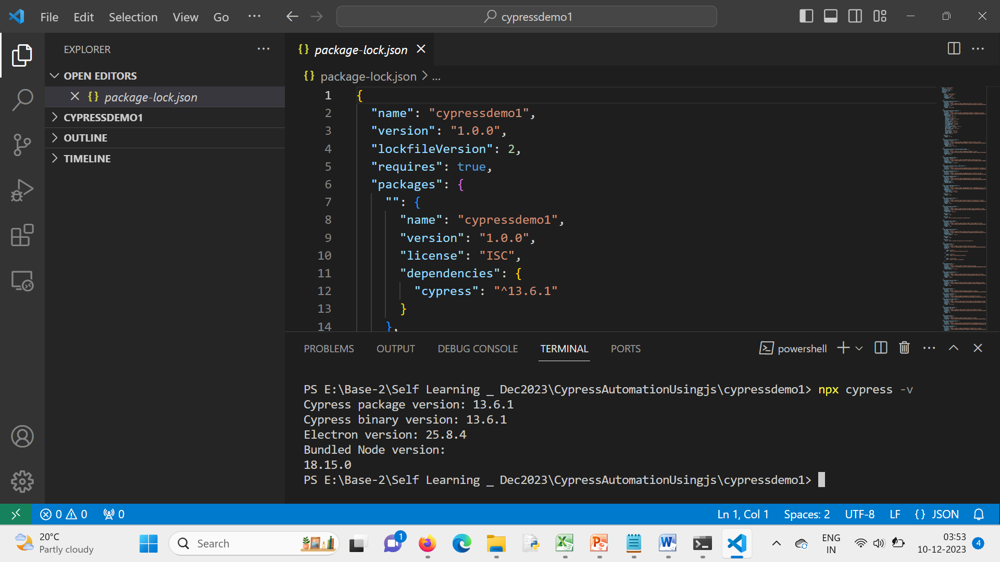 File Edit Selection View Go ··· cypressdemo1
EXPLORER ···
OPEN EDITORS
{} package-lock.json
CYPRESSDEMO1
OUTLINE
TIMELINE
{} package-lock.json
{} package-lock.json > ...
1 {
2 "name": "cypressdemo1",
3 "version": "1.0.0",
4 "lockfileVersion": 2,
5 "requires": true,
6 "packages": {
7 "": {
8 "name": "cypressdemo1",
9 "version": "1.0.0",
10 "license": "ISC",
11 "dependencies": {
12 "cypress": "^13.6.1"
13 }
14 },
PROBLEMS OUTPUT DEBUG CONSOLE TERMINAL PORTS powershell
PS E:\Base-2\Self Learning _ Dec2023\CypressAutomationUsingjs\cypressdemo1> npx cypress -v
Cypress package version: 13.6.1
Cypress binary version: 13.6.1
Electron version: 25.8.4
Bundled Node version:
18.15.0
PS E:\Base-2\Self Learning _ Dec2023\CypressAutomationUsingjs\cypressdemo1>
0 0 0 Ln 1, Col 1 Spaces: 2 UTF-8 LF {} JSON
20°C
Partly cloudy
Search
1
ENG
IN
03:53
10-12-2023
4